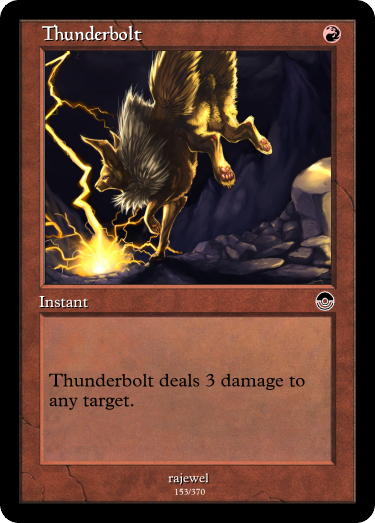 Thunderbolt
Instant
Thunderbolt deals 3 damage to
any target.
rajewel
153/370